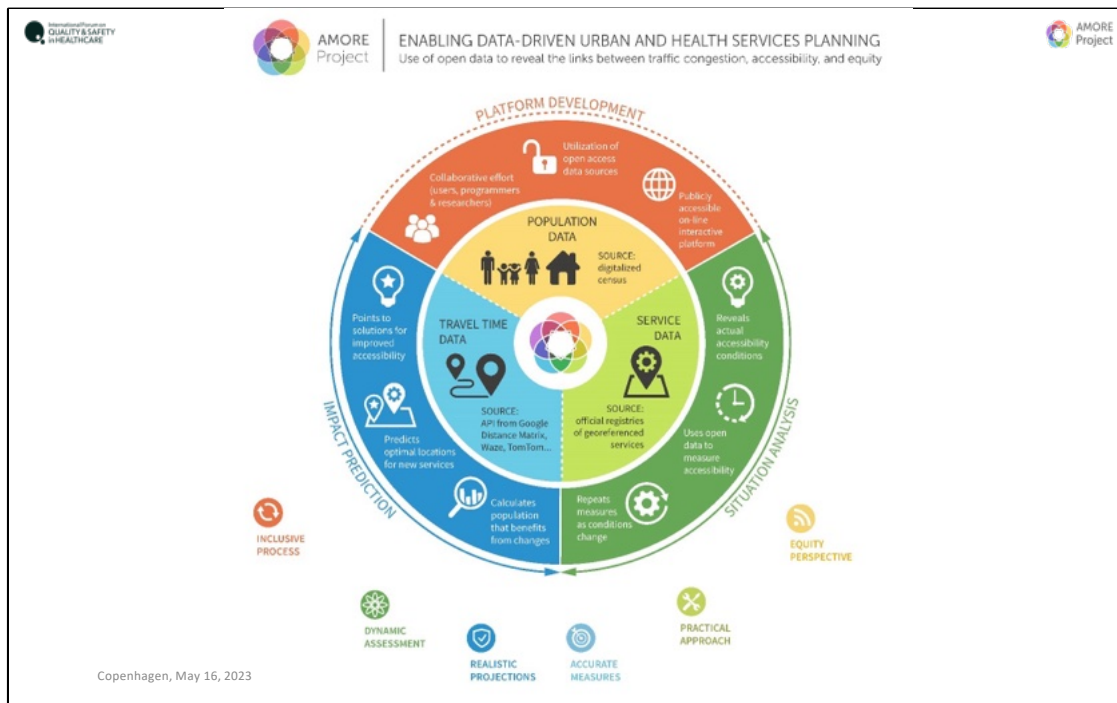 International Forum on
QUALITY & SAFETY
in HEALTHCARE
AMORE
Project
ENABLING DATA-DRIVEN URBAN AND HEALTH SERVICES PLANNING
Use of open data to reveal the links between traffic congestion, accessibility, and equity
AMORE
Project
PLATFORM DEVELOPMENT
Utilization of
open access
data sources
Collaborative effort
(users, programmers
& researchers)
Publicly
accessible
on-line
interactive
platform
POPULATION
DATA
SOURCE:
digitalized
census
Points to
solutions for
improved
accessibility
TRAVEL TIME
DATA
SERVICE
DATA
Reveals
actual
accessibility
conditions
SOURCE:
API from Google
Distance Matrix,
Waze, TomTom...
SOURCE:
official registries
of georeferenced
services
Predicts
optimal locations
for new services
Uses open
data to
measure
accessibility
IMPACT PREDICTION
SITUATION ANALYSIS
Calculates
population
that benefits
from changes
Repeats
measures
as conditions
change
INCLUSIVE
PROCESS
EQUITY
PERSPECTIVE
DYNAMIC
ASSESSMENT
PRACTICAL
APPROACH
REALISTIC
PROJECTIONS
ACCURATE
MEASURES
Copenhagen, May 16, 2023